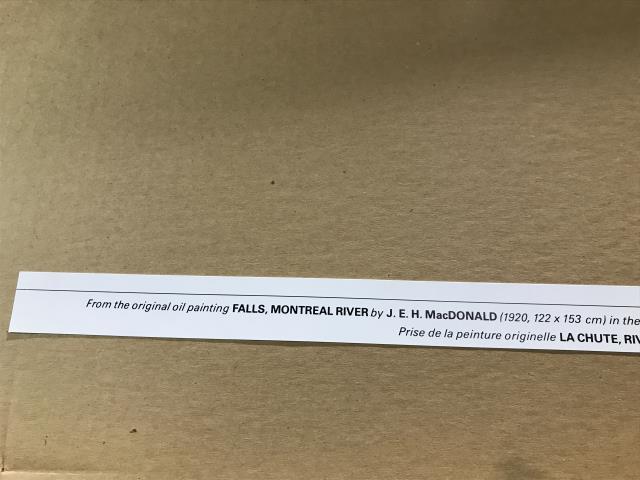 From the original oil painting FALLS, MONTREAL RIVER by J. E. H. MacDONALD (1920, 122 x 153 cm) in the
Prise de la peinture originelle LA CHUTE,